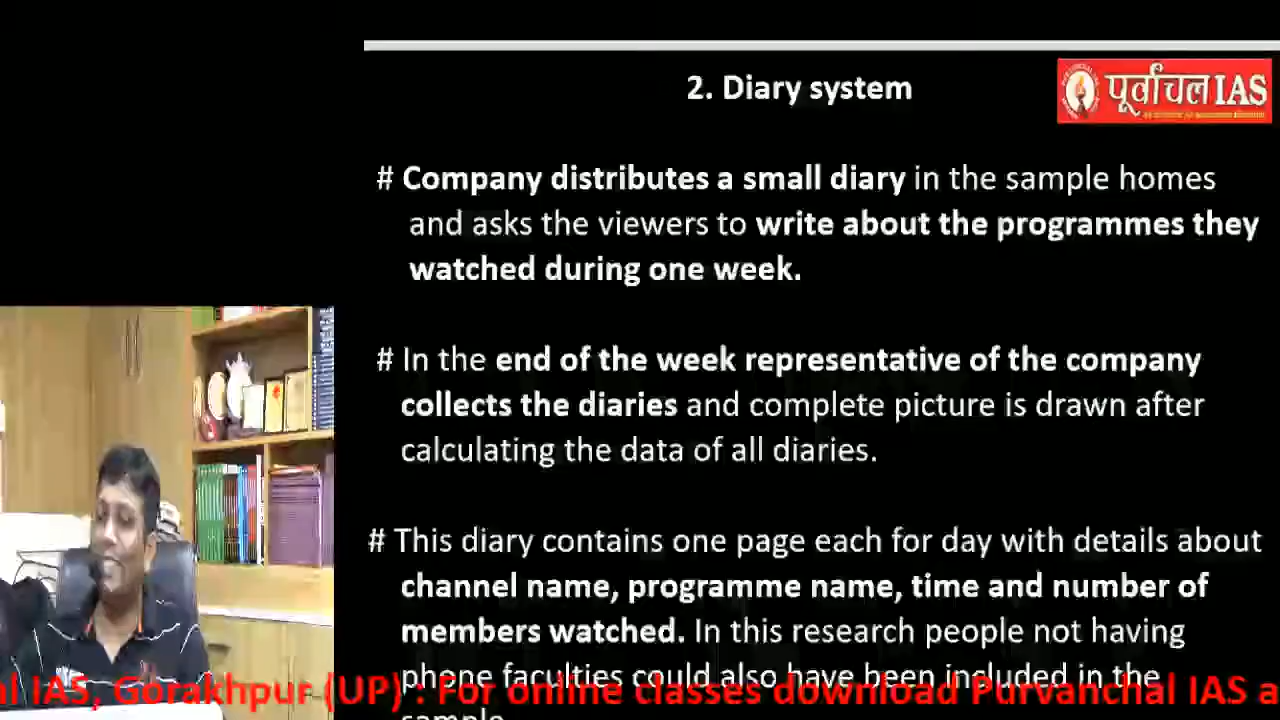 2. Diary system
पूर्वांचल IAS
# Company distributes a small diary in the sample homes
and asks the viewers to write about the programmes they
watched during one week.
# In the end of the week representative of the company
collects the diaries and complete picture is drawn after
calculating the data of all diaries.
# This diary contains one page each for day with details about
channel name, programme name, time and number of
members watched. In this research people not having
phone faculties could also have been included in the
sample
al IAS, Gorakhpur (UP) : For online classes download Purvanchal IAS a